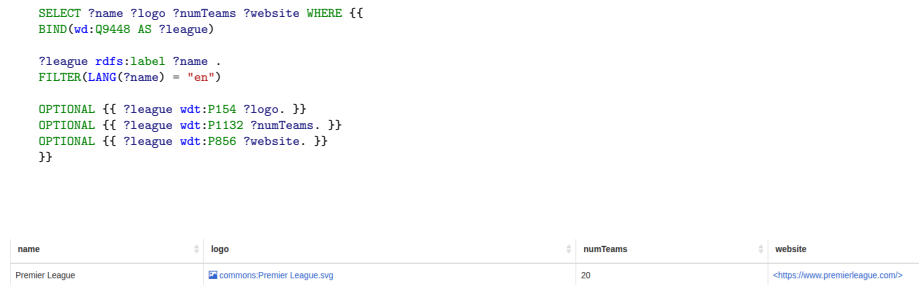 SELECT ?name ?logo ?numTeams ?website WHERE {{
BIND(wd:Q9448 AS ?league)
?league rdfs:label ?name .
FILTER(LANG(?name) = "en")
OPTIONAL {{ ?league wdt:P154 ?logo. }}
OPTIONAL {{ ?league wdt:P1132 ?numTeams. }}
OPTIONAL {{ ?league wdt:P856 ?website. }}
}}
name logo numTeams website
Premier League commons:Premier League.svg 20 <https://www.premierleague.com/>